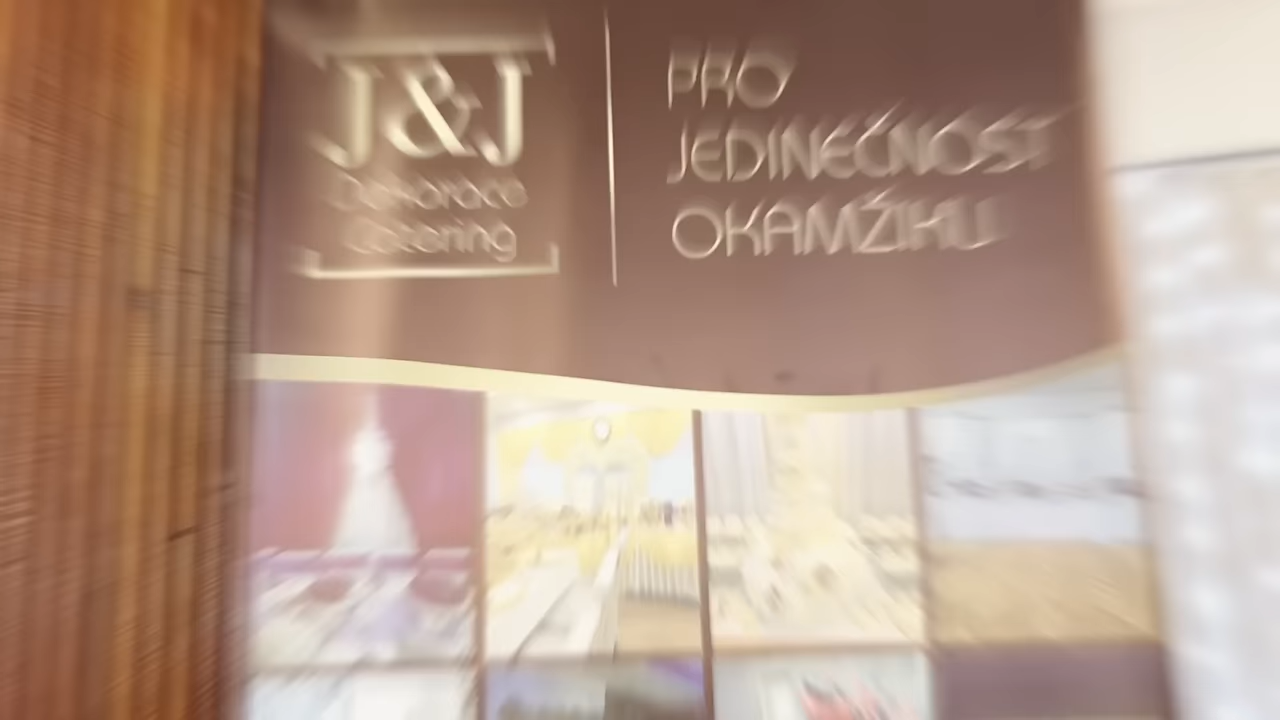 J&J
Dekorace
Catering
PRO
JEDINEČNOST
OKAMŽIKU